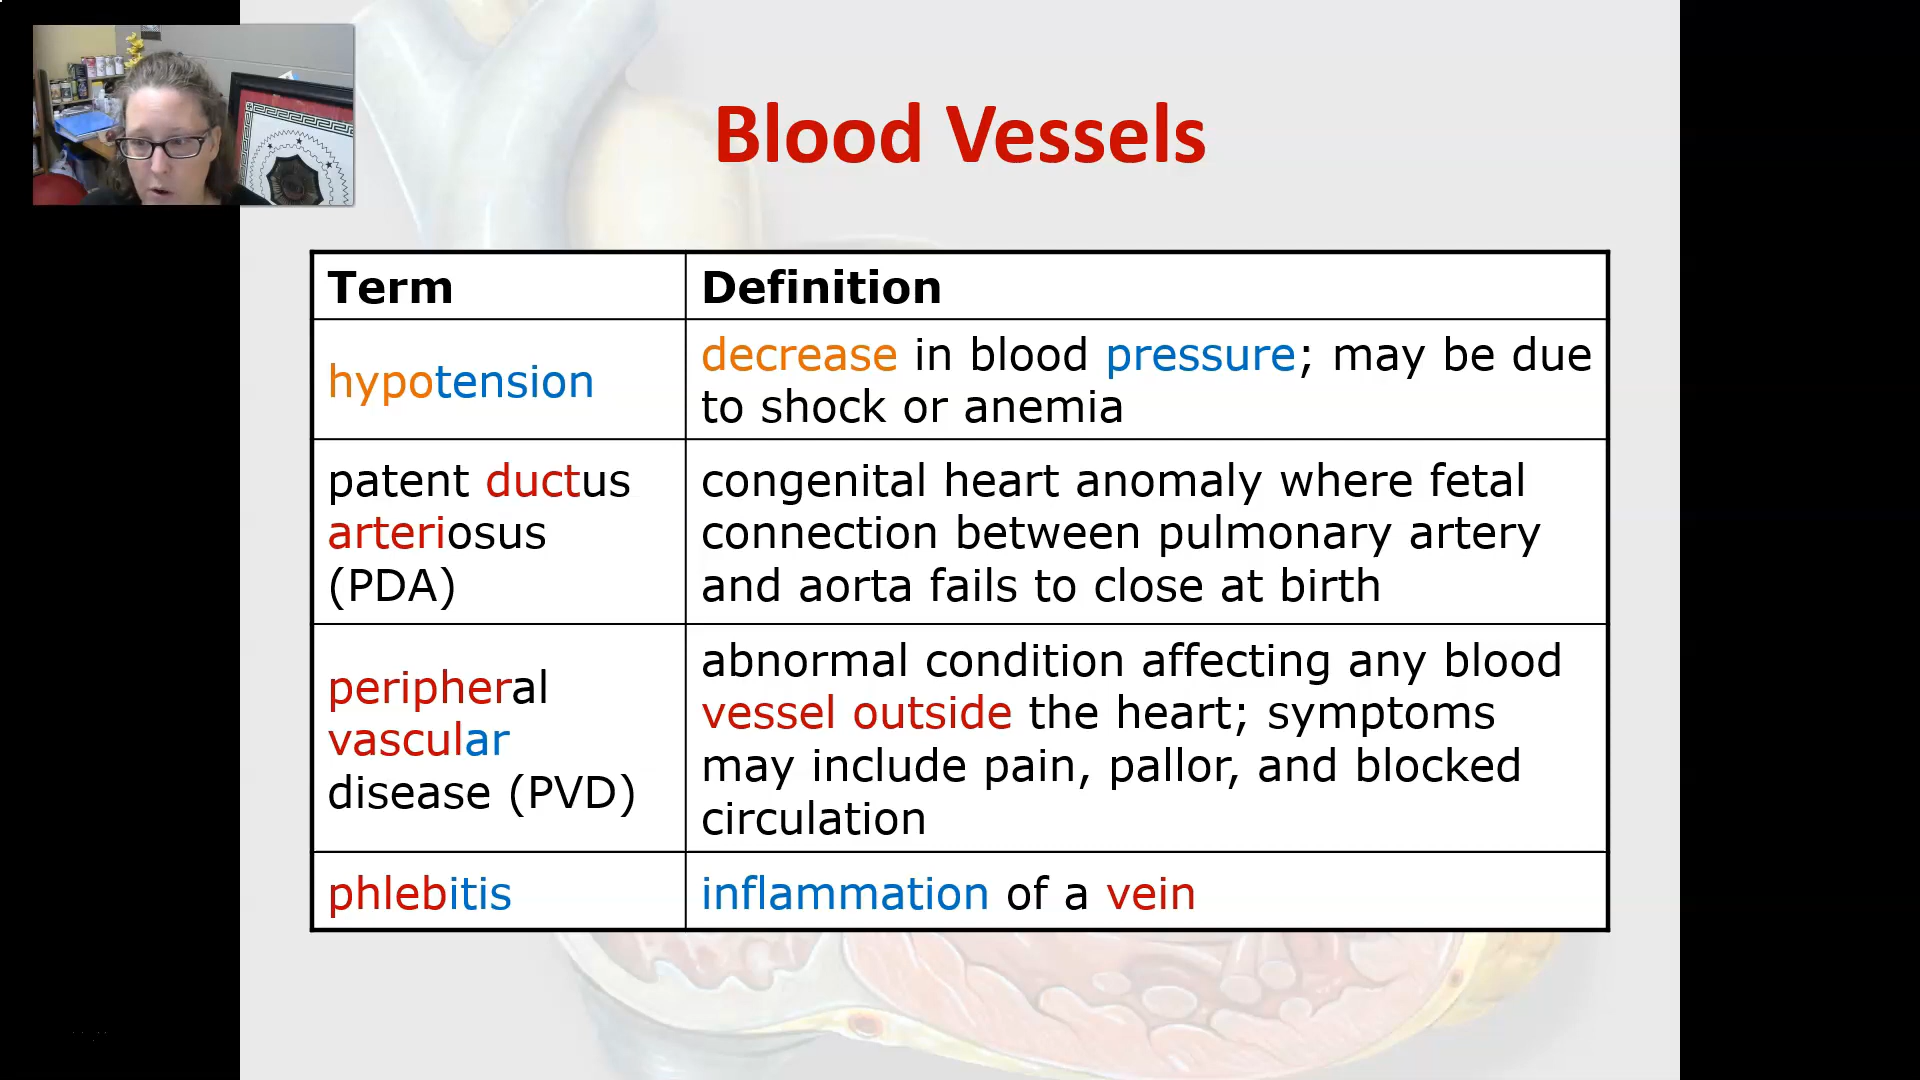 Blood Vessels
Term
Definition
hypotension
decrease in blood pressure; may be due
to shock or anemia
patent ductus
arteriosus
(PDA)
congenital heart anomaly where fetal
connection between pulmonary artery
and aorta fails to close at birth
peripheral
vascular
disease (PVD)
abnormal condition affecting any blood
vessel outside the heart; symptoms
may include pain, pallor, and blocked
circulation
phlebitis
inflammation of a vein